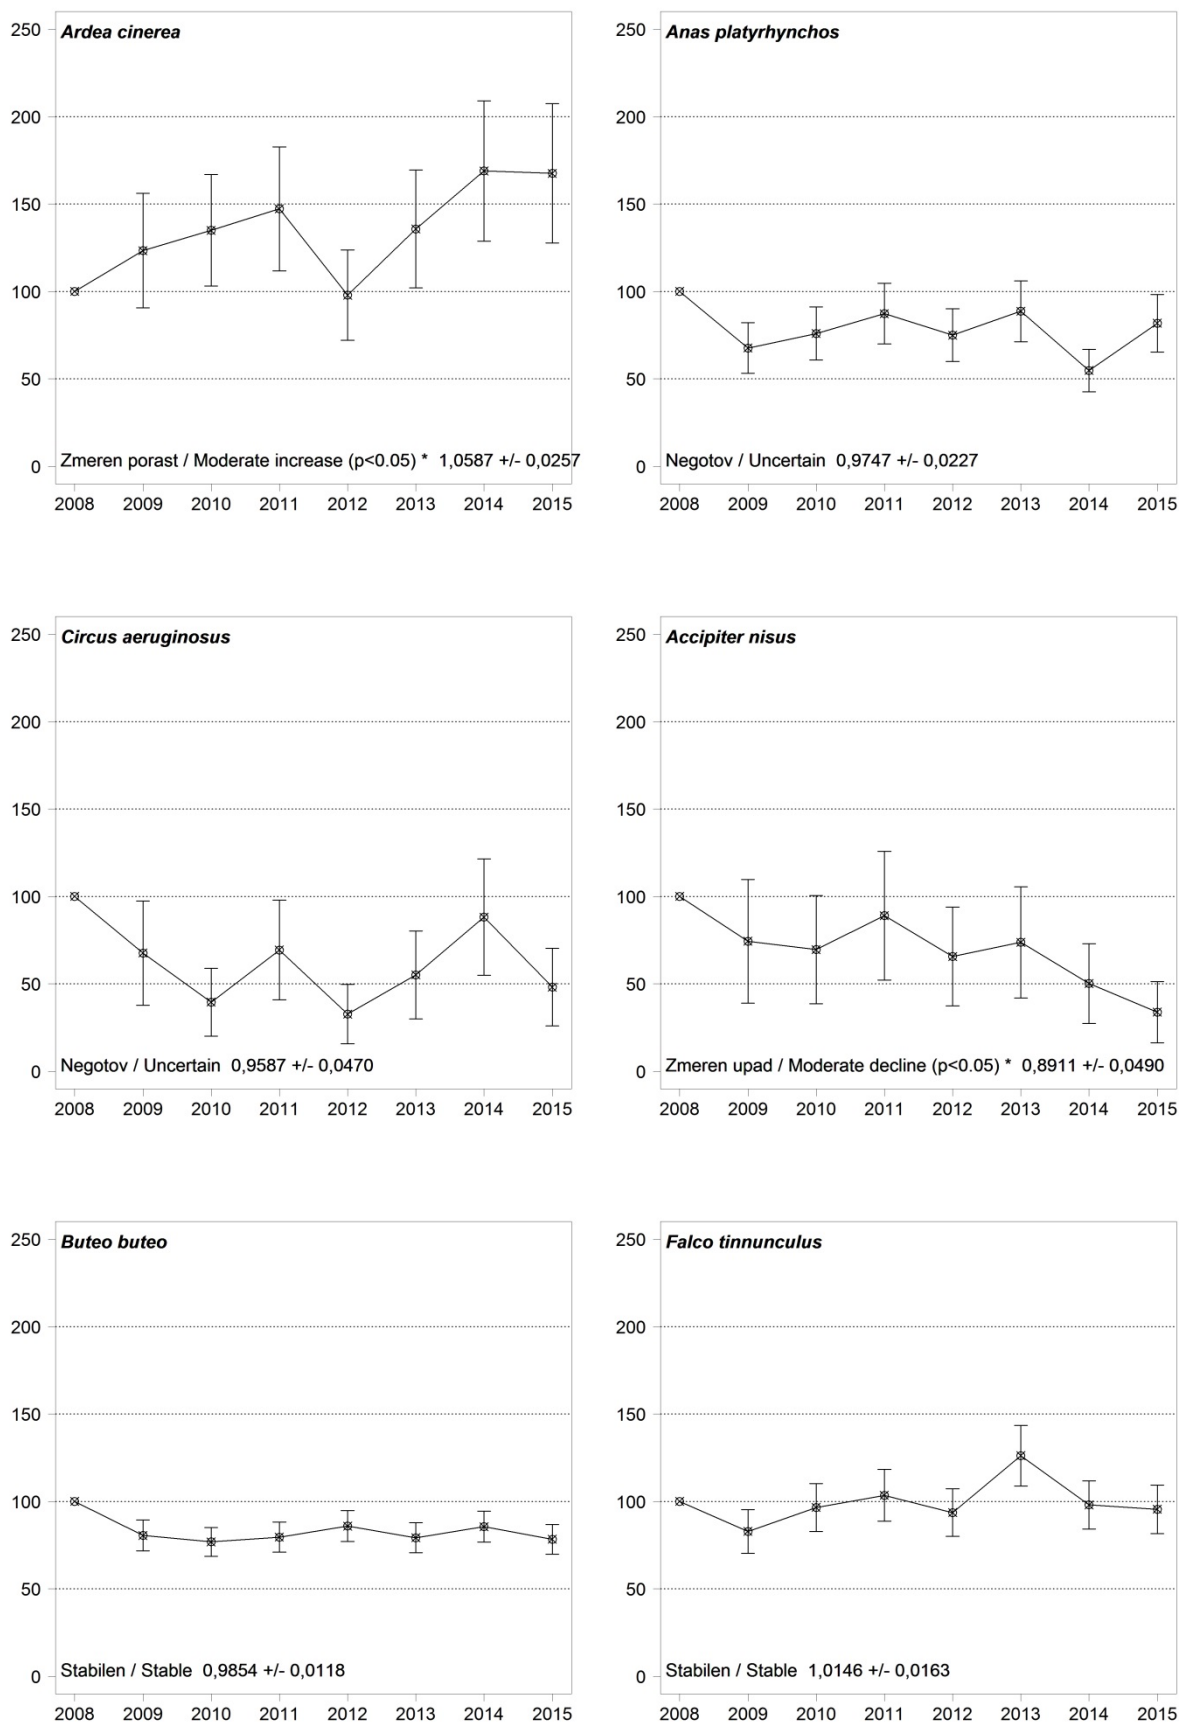 Ardea cinerea
250
200
150
100
50
0
Zmeren porast / Moderate increase (p<0.05) * 1,0587 +/- 0,0257
2008 2009 2010 2011 2012 2013 2014 2015
Anas platyrhynchos
250
200
150
100
50
0
Negotov / Uncertain 0,9747 +/- 0,0227
2008 2009 2010 2011 2012 2013 2014 2015
Circus aeruginosus
250
200
150
100
50
0
Negotov / Uncertain 0,9587 +/- 0,0470
2008 2009 2010 2011 2012 2013 2014 2015
Accipiter nisus
250
200
150
100
50
0
Zmeren upad / Moderate decline (p<0.05) * 0,8911 +/- 0,0490
2008 2009 2010 2011 2012 2013 2014 2015
Buteo buteo
250
200
150
100
50
0
Stabilen / Stable 0,9854 +/- 0,0118
2008 2009 2010 2011 2012 2013 2014 2015
Falco tinnunculus
250
200
150
100
50
0
Stabilen / Stable 1,0146 +/- 0,0163
2008 2009 2010 2011 2012 2013 2014 2015